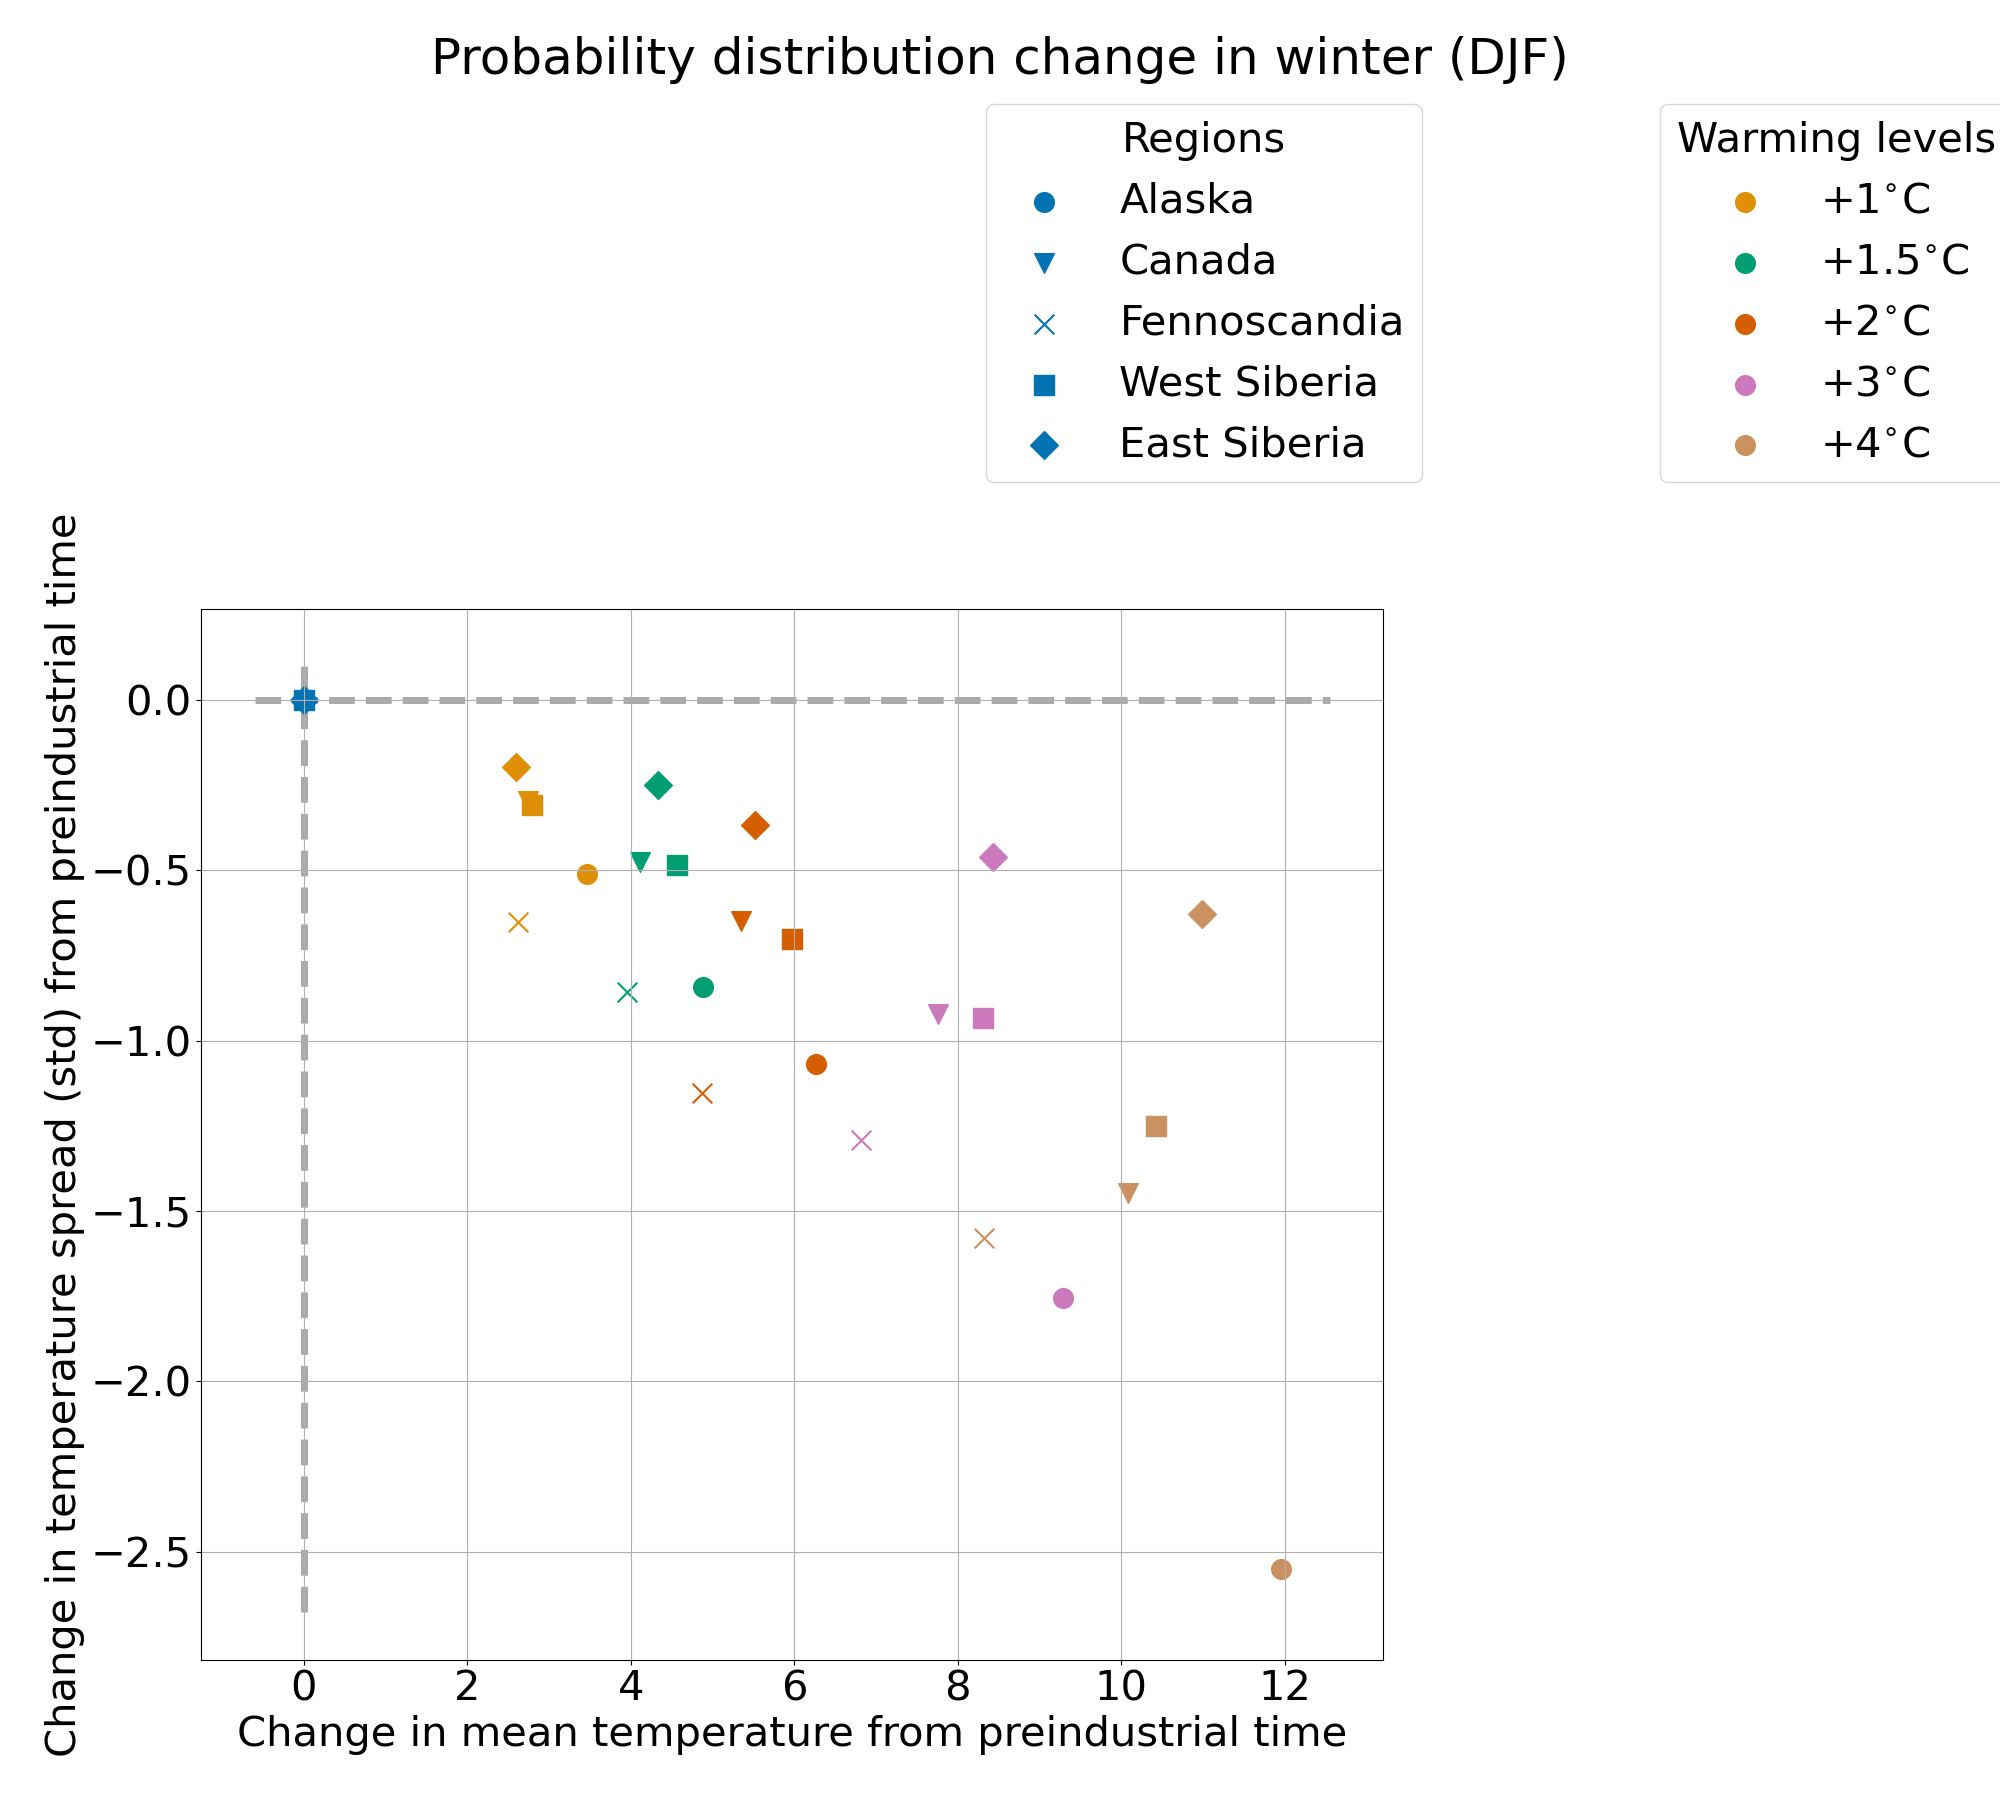 Probability distribution change in winter (DJF)
Regions
Alaska
Canada
Fennoscandia
West Siberia
East Siberia
Warming levels
+1°C
+1.5°C
+2°C
+3°C
+4°C
Change in temperature spread (std) from preindustrial time
0.0
−0.5
−1.0
−1.5
−2.0
−2.5
0 2 4 6 8 10 12
Change in mean temperature from preindustrial time